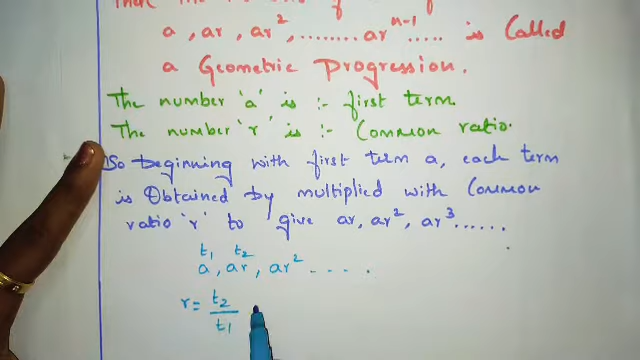 a, ar, ar², ........ arⁿ⁻¹ ..... is Called
a Geometric Progression.
The number 'a' is :- first term.
The number 'r' is :- Common ratio.
So beginning with first term a, each term
is Obtained by multiplied with Common
ratio 'r' to give ar, ar², ar³ ......
t₁ t₂
a, ar, ar² - - - - .
r = t₂/t₁